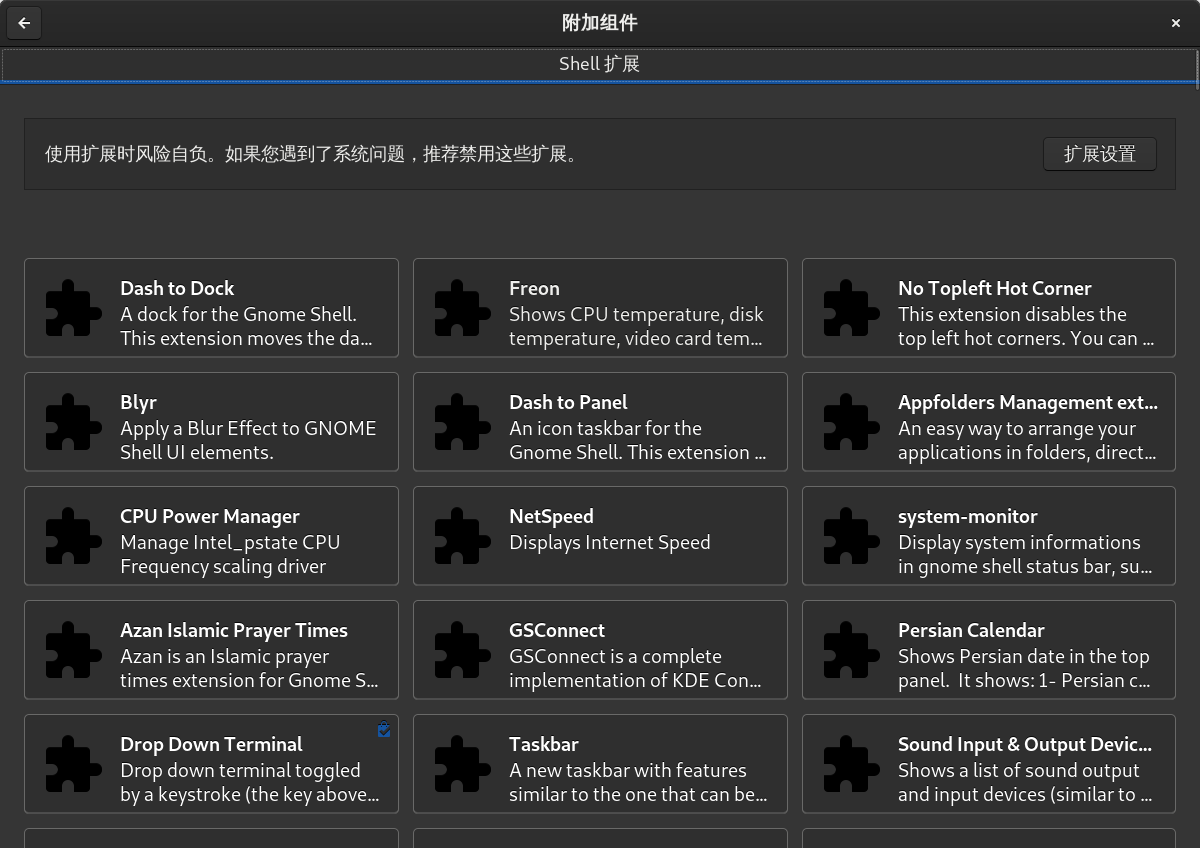 附加组件
Shell 扩展
使用扩展时风险自负。如果您遇到了系统问题，推荐禁用这些扩展。
扩展设置
Dash to Dock
A dock for the Gnome Shell.
This extension moves the da...
Freon
Shows CPU temperature, disk
temperature, video card tem...
No Topleft Hot Corner
This extension disables the
top left hot corners. You can ...
Blyr
Apply a Blur Effect to GNOME
Shell UI elements.
Dash to Panel
An icon taskbar for the
Gnome Shell. This extension ...
Appfolders Management ext...
An easy way to arrange your
applications in folders, direct...
CPU Power Manager
Manage Intel_pstate CPU
Frequency scaling driver
NetSpeed
Displays Internet Speed
system-monitor
Display system informations
in gnome shell status bar, su...
Azan Islamic Prayer Times
Azan is an Islamic prayer
times extension for Gnome S...
GSConnect
GSConnect is a complete
implementation of KDE Con...
Persian Calendar
Shows Persian date in the top
panel.  It shows: 1- Persian c...
Drop Down Terminal
Drop down terminal toggled
by a keystroke (the key above...
Taskbar
A new taskbar with features
similar to the one that can be...
Sound Input & Output Devic...
Shows a list of sound output
and input devices (similar to ...